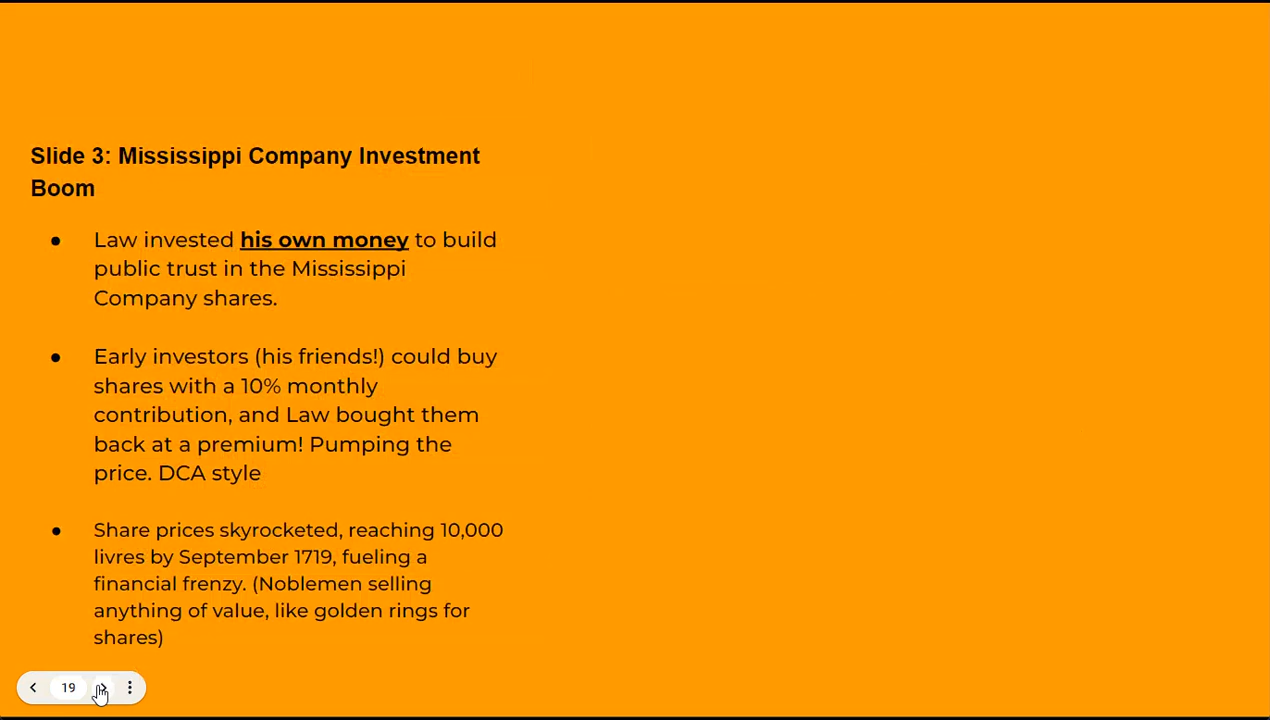 Slide 3: Mississippi Company Investment
Boom
● Law invested his own money to build
public trust in the Mississippi
Company shares.
● Early investors (his friends!) could buy
shares with a 10% monthly
contribution, and Law bought them
back at a premium! Pumping the
price. DCA style
● Share prices skyrocketed, reaching 10,000
livres by September 1719, fueling a
financial frenzy. (Noblemen selling
anything of value, like golden rings for
shares)
19